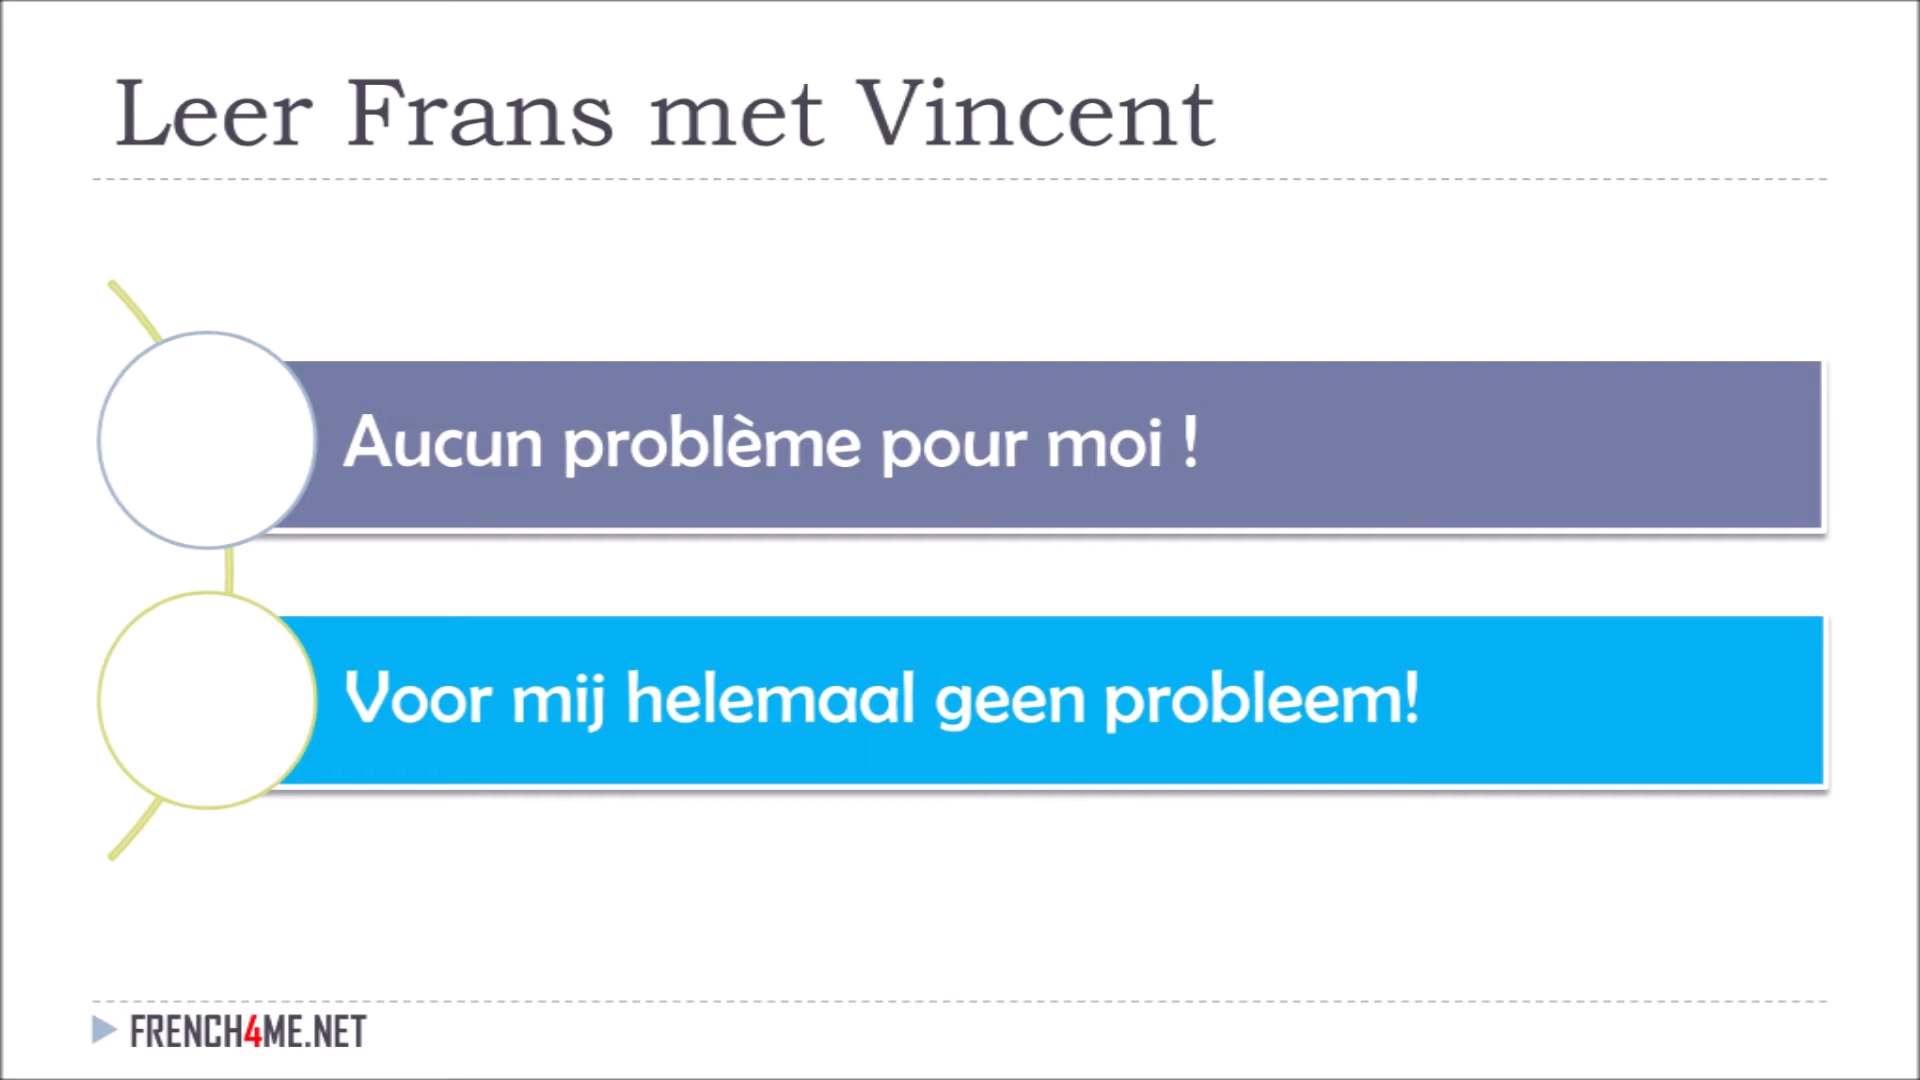 Leer Frans met Vincent
Aucun problème pour moi !
Voor mij helemaal geen probleem!
FRENCH4ME.NET